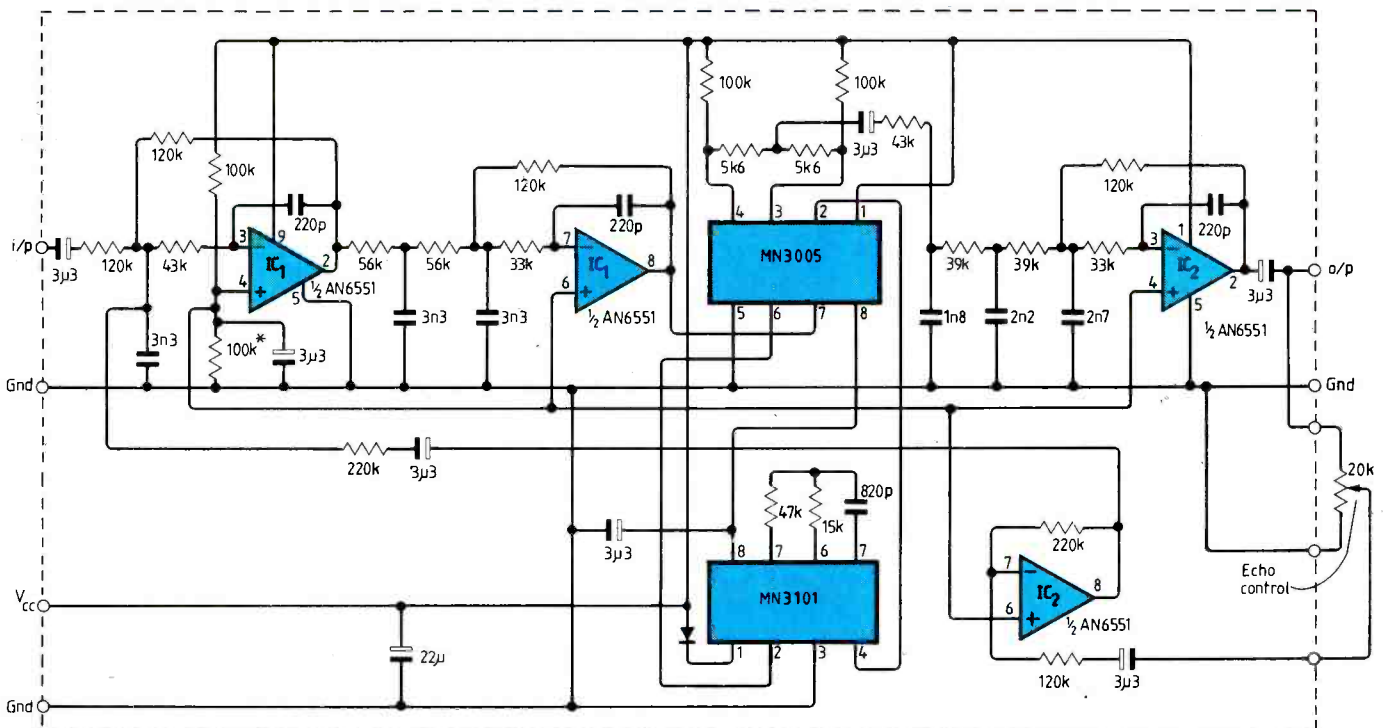 100k
100k
120k
100k
3µ3
43k
5k6
5k6
120k
120k
220p
220p
220p
4
3
2
1
i/p
3µ3
120k
43k
3
9
IC1
2
4
5
½ AN6551
56k
56k
33k
7
IC1
8
6
½ AN6551
MN3005
5
6
7
8
39k
39k
33k
3
1
IC2
2
4
5
½ AN6551
3µ3
o/p
3n3
100k*
3µ3
3n3
3n3
1n8
2n2
2n7
Gnd
Gnd
220k
3µ3
20k
Echo
control
3µ3
47k
15k
820p
8
7
6
7
MN3101
1
2
3
4
220k
7
IC2
8
6
½ AN6551
120k
3µ3
Vcc
22µ
Gnd